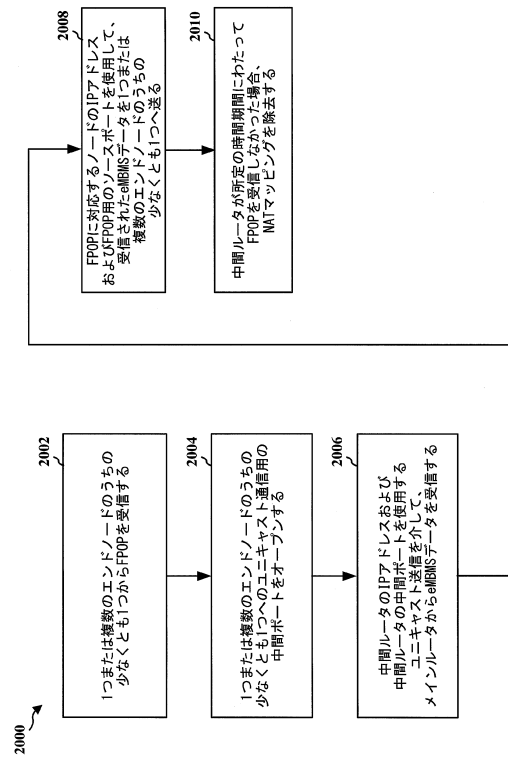 2000
2002
1つまたは複数のエンドノードのうちの
少なくとも1つからFPOPを受信する
2004
1つまたは複数のエンドノードのうちの
少なくとも1つへのユニキャスト通信用の
中間ポートをオープンする
2006
中間ルータのIPアドレスおよび
中間ルータの中間ポートを使用する
ユニキャスト送信を介して、
メインルータからeMBMSデータを受信する
2008
FPOPに対応するノードのIPアドレス
およびFPOP用のソースポートを使用して、
受信されたeMBMSデータを1つまたは
複数のエンドノードのうちの
少なくとも1つへ送る
2010
中間ルータが所定の時間期間にわたって
FPOPを受信しなかった場合、
NATマッピングを除去する